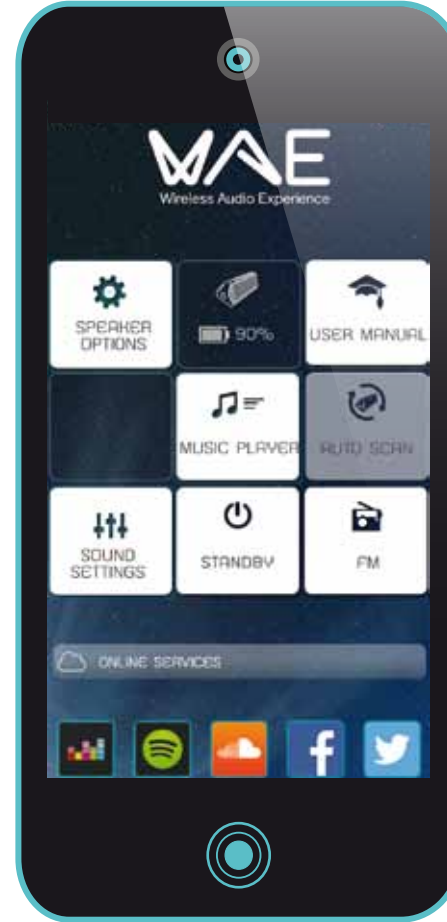 WAE
Wireless Audio Experience
SPEAKER
OPTIONS
90%
USER MANUAL
MUSIC PLAYER
AUTO SCAN
SOUND
SETTINGS
STANDBY
FM
ONLINE SERVICES
f